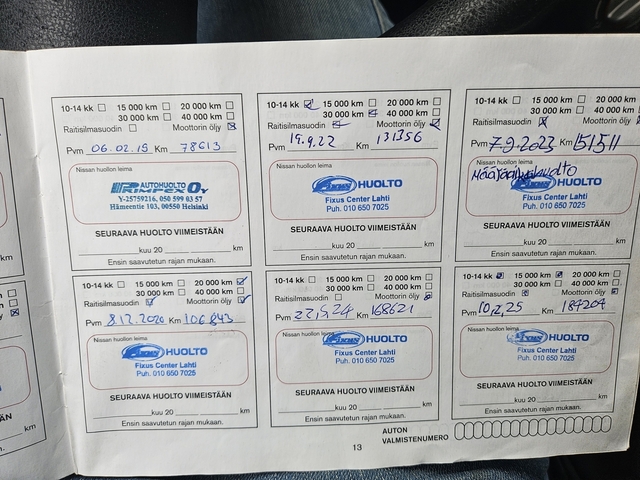 10-14 kk 15 000 km 20 000 km
30 000 km 40 000 km
Raitisilmasuodin Moottorin öljy
Pvm 06.02.19 Km 78613
Nissan huollon leima
AUTOHUOLTO
PRIMPEX Oy
Y-25759216, 050 599 03 57
Hämeentie 103, 00550 Helsinki
SEURAAVA HUOLTO VIIMEISTÄÄN
kuu 20 km
Ensin saavutetun rajan mukaan.
10-14 kk 15 000 km 20 000 km
30 000 km 40 000 km
Raitisilmasuodin Moottorin öljy
Pvm 19.9.22 Km 131356
Nissan huollon leima
Fixus HUOLTO
Fixus Center Lahti
Puh. 010 650 7025
SEURAAVA HUOLTO VIIMEISTÄÄN
kuu 20 km
Ensin saavutetun rajan mukaan.
10-14 kk 15 000 km 20 000 km
30 000 km 40 000
Raitisilmasuodin Moottorin öljy
Pvm 7.9.2023 Km 151511
Nissan huollon leima
Määräaikaishuolto
Fixus HUOLTO
Fixus Center Lahti
Puh. 010 650 7025
SEURAAVA HUOLTO VIIMEISTÄÄN
kuu 20 km
Ensin saavutetun rajan mukaan.
10-14 kk 15 000 km 20 000 km
30 000 km 40 000 km
Raitisilmasuodin Moottorin öljy
Pvm 8.12.2020 Km 106843
Nissan huollon leima
Fixus HUOLTO
Fixus Center Lahti
Puh. 010 650 7025
SEURAAVA HUOLTO VIIMEISTÄÄN
kuu 20 km
Ensin saavutetun rajan mukaan.
10-14 kk 15 000 km 20 000 km
30 000 km 40 000 km
Raitisilmasuodin Moottorin öljy
Pvm 22.5.24 Km 168621
Nissan huollon leima
Fixus HUOLTO
Fixus Center Lahti
Puh. 010 650 7025
SEURAAVA HUOLTO VIIMEISTÄÄN
kuu 20 km
Ensin saavutetun rajan mukaan.
10-14 kk 15 000 km 20 000 km
30 000 km 40 000 km
Raitisilmasuodin Moottorin öljy
Pvm 10.2.25 Km 184204
Nissan huollon leima
Fixus HUOLTO
Fixus Center Lahti
Puh. 010 650 7025
SEURAAVA HUOLTO VIIMEISTÄÄN
kuu 20 km
Ensin saavutetun rajan mukaan.
13
AUTON
VALMISTENUMERO
km
km
ÄN
km